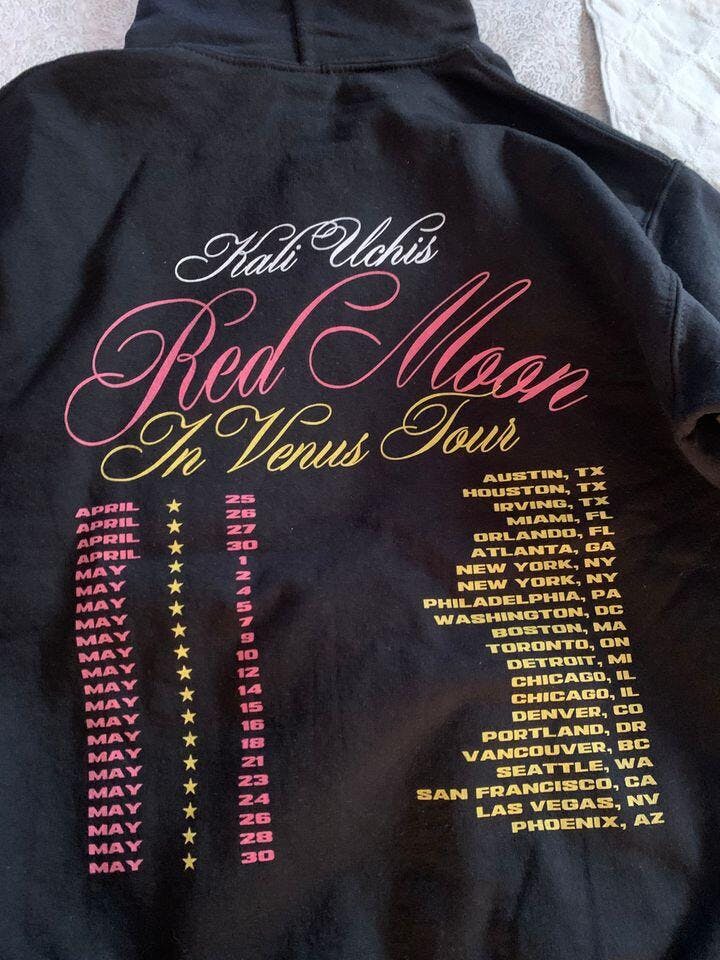 Kali Uchis
Red Moon
In Venus Tour
APRIL ★ 25 AUSTIN, TX
APRIL ★ 26 HOUSTON, TX
APRIL ★ 27 IRVING, TX
APRIL ★ 30 MIAMI, FL
MAY ★ 1 ORLANDO, FL
MAY ★ 2 ATLANTA, GA
MAY ★ 4 NEW YORK, NY
MAY ★ 5 NEW YORK, NY
MAY ★ 7 PHILADELPHIA, PA
MAY ★ 9 WASHINGTON, DC
MAY ★ 10 BOSTON, MA
MAY ★ 12 TORONTO, ON
MAY ★ 14 DETROIT, MI
MAY ★ 15 CHICAGO, IL
MAY ★ 16 CHICAGO, IL
MAY ★ 18 DENVER, CO
MAY ★ 21 PORTLAND, DR
MAY ★ 23 VANCOUVER, BC
MAY ★ 24 SEATTLE, WA
MAY ★ 26 SAN FRANCISCO, CA
MAY ★ 28 LAS VEGAS, NV
MAY ★ 30 PHOENIX, AZ